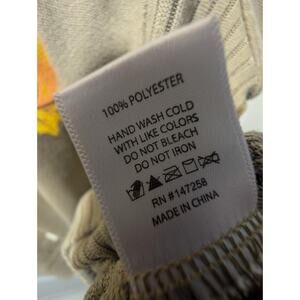 100% POLYESTER
HAND WASH COLD
WITH LIKE COLORS
DO NOT BLEACH
DO NOT IRON
RN #147258
MADE IN CHINA